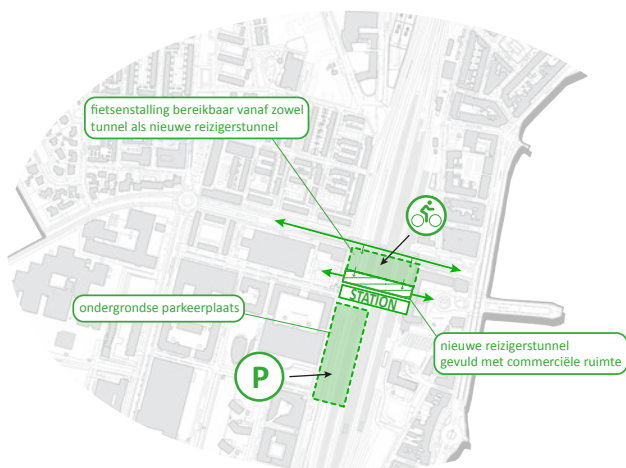 fietsenstalling bereikbaar vanaf zowel
tunnel als nieuwe reizigerstunnel
STATION
ondergrondse parkeerplaats
nieuwe reizigerstunnel
gevuld met commerciële ruimte
P